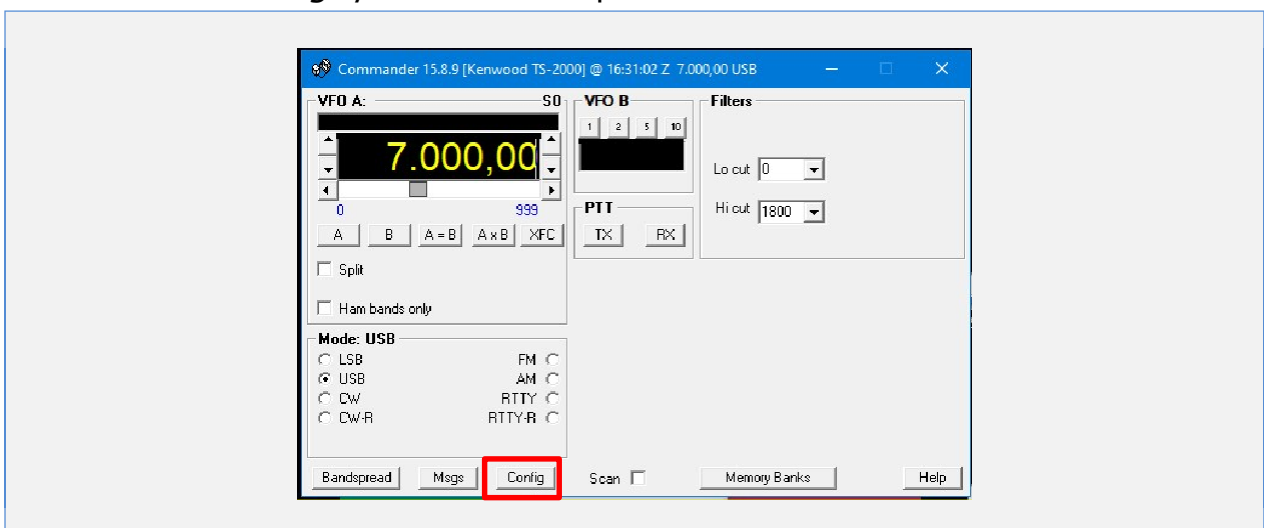 Commander 15.8.9 [Kenwood TS-2000] @ 16:31:02 Z 7.000,00 USB
VFO A: S0
7.000,00
0 999
A B A = B A x B XFC
Split
Ham bands only
VFO B
1 2 5 10
PTT
TX RX
Filters
Lo cut 0
Hi cut 1800
Mode: USB
LSB FM
USB AM
CW RTTY
CW-R RTTY-R
Bandspread Msgs Config Scan Memory Banks Help